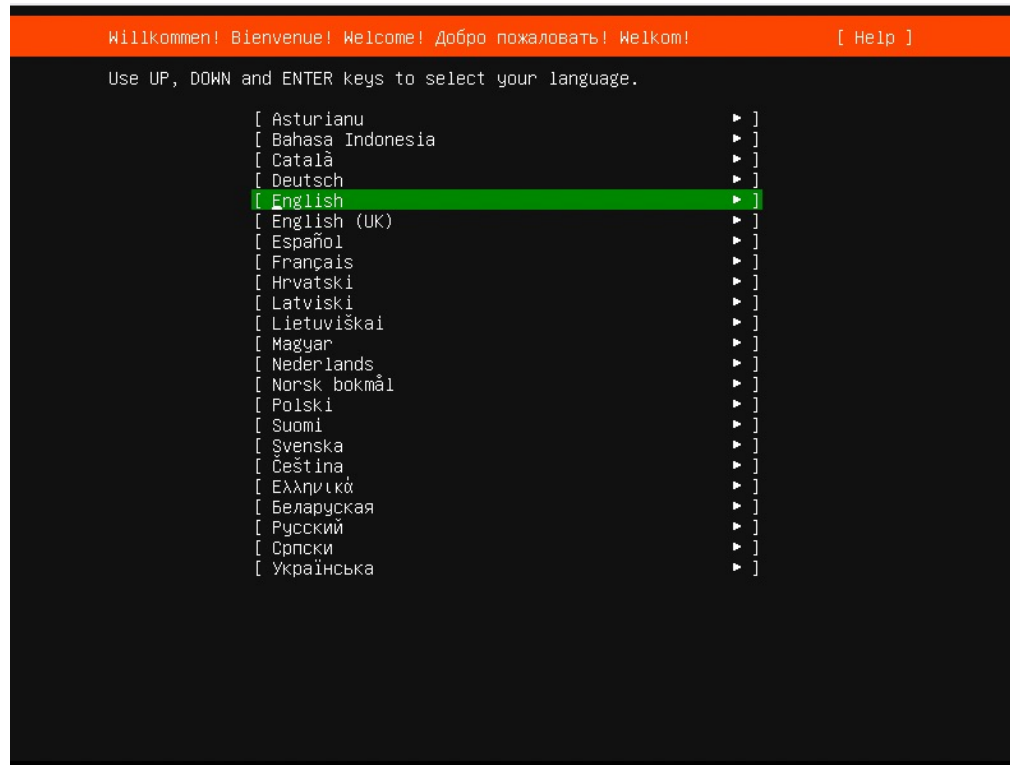 Willkommen! Bienvenue! Welcome! Добро пожаловать! Welkom! [ Help ]
Use UP, DOWN and ENTER keys to select your language.
[ Asturianu ▸ ]
[ Bahasa Indonesia ▸ ]
[ Català ▸ ]
[ Deutsch ▸ ]
[ English ▸ ]
[ English (UK) ▸ ]
[ Español ▸ ]
[ Français ▸ ]
[ Hrvatski ▸ ]
[ Latviski ▸ ]
[ Lietuviškai ▸ ]
[ Magyar ▸ ]
[ Nederlands ▸ ]
[ Norsk bokmål ▸ ]
[ Polski ▸ ]
[ Suomi ▸ ]
[ Svenska ▸ ]
[ Čeština ▸ ]
[ Ελληνικά ▸ ]
[ Беларуская ▸ ]
[ Русский ▸ ]
[ Српски ▸ ]
[ Українська ▸ ]